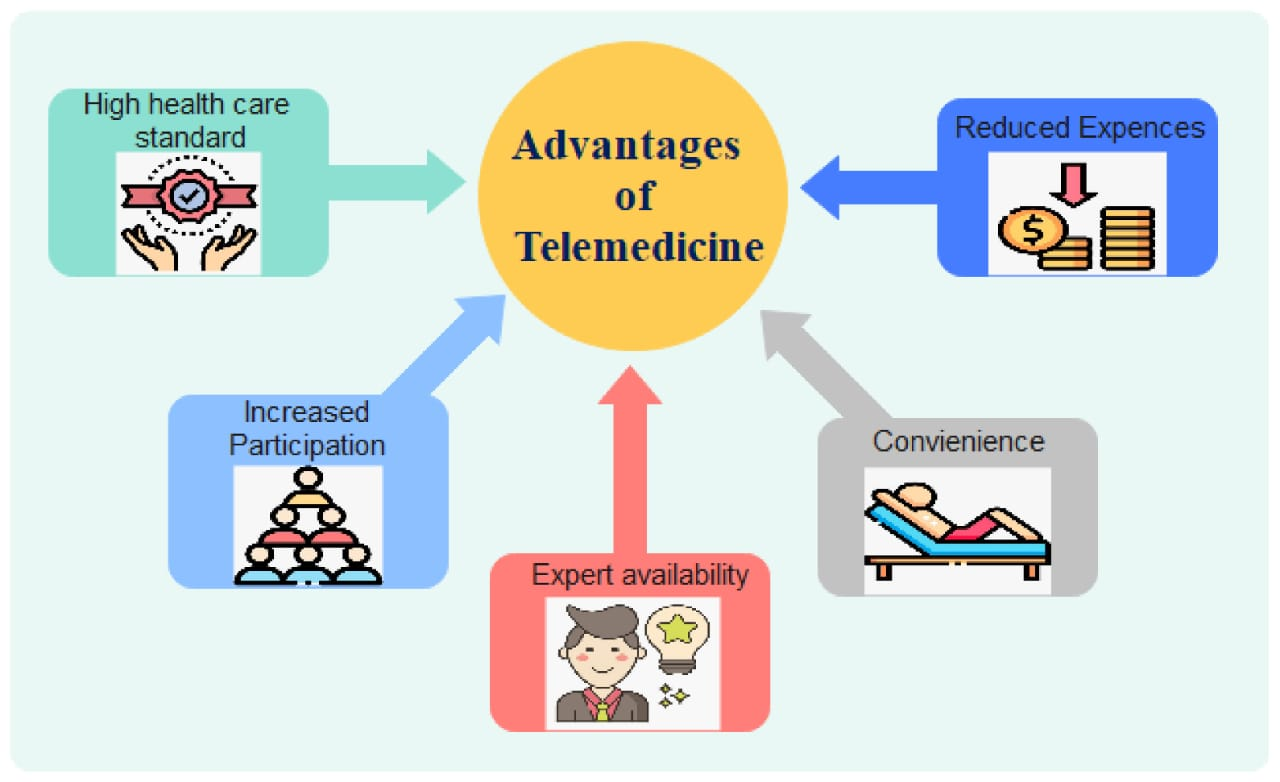 Advantages
of
Telemedicine
High health care
standard
Reduced Expences
Increased
Participation
Convienience
Expert availability
$